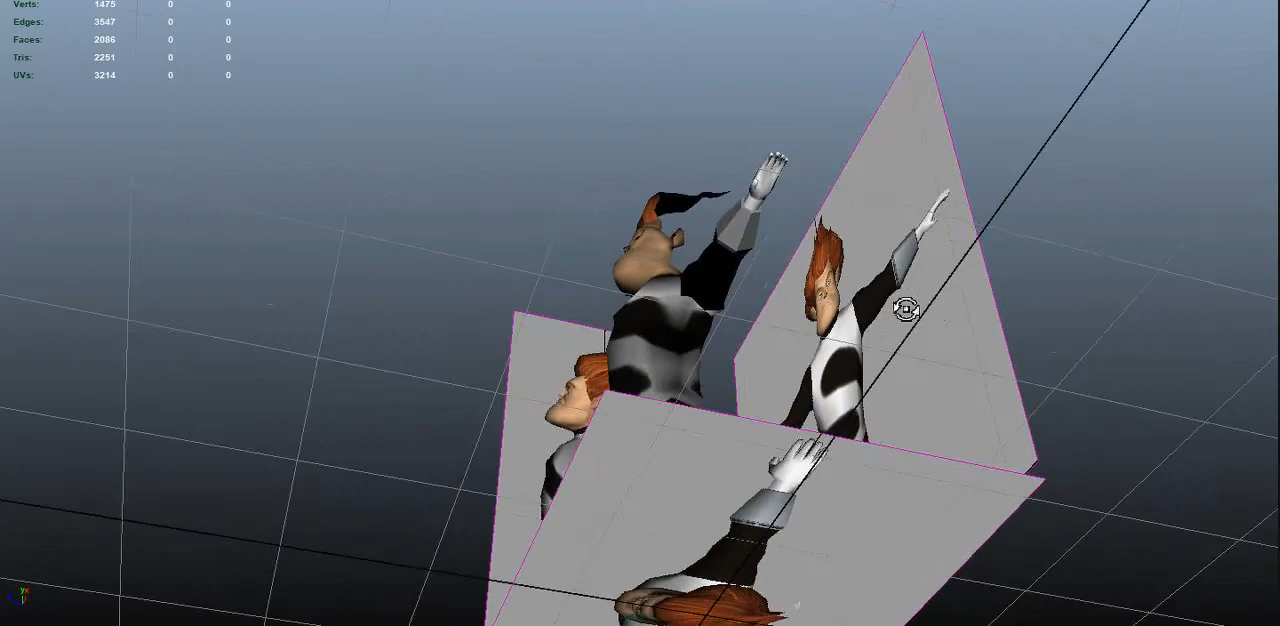 Verts: 1475 0 0
Edges: 3547 0 0
Faces: 2086 0 0
Tris: 2251 0 0
UVs: 3214 0 0